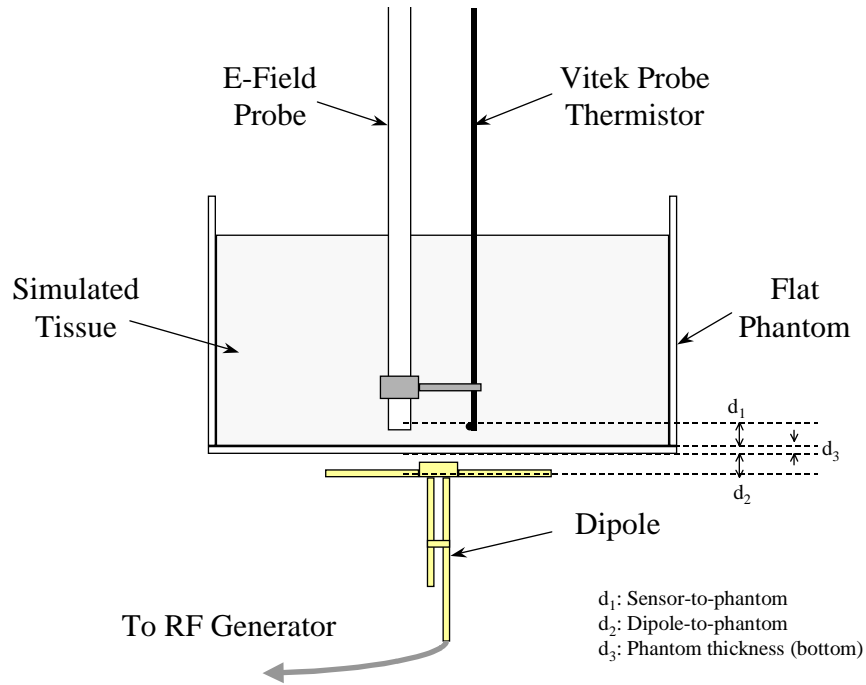 E-Field
Probe
Vitek Probe
Thermistor
Simulated
Tissue
Flat
Phantom
d₁
d₃
d₂
Dipole
To RF Generator
d₁: Sensor-to-phantom
d₂: Dipole-to-phantom
d₃: Phantom thickness (bottom)